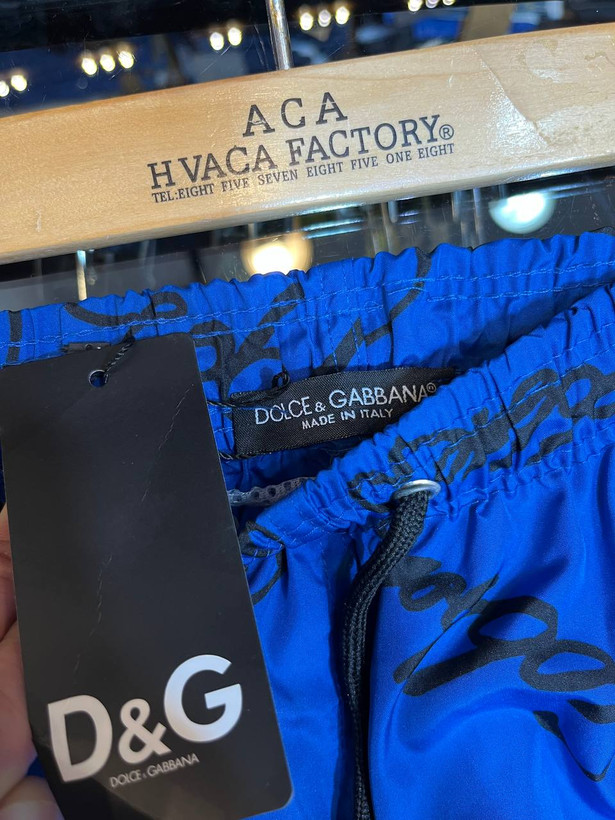 ACA
HVACA FACTORY®
TEL:EIGHT FIVE SEVEN EIGHT FIVE ONE EIGHT
DOLCE & GABBANA®
MADE IN ITALY
D&G
DOLCE & GABBANA